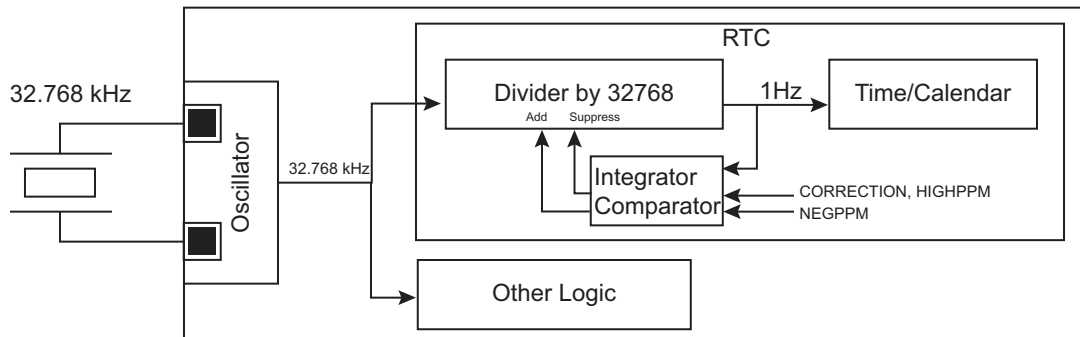 RTC
32.768 kHz
Divider by 32768
Add Suppress
1Hz
Time/Calendar
Oscillator
32.768 kHz
Integrator
Comparator
CORRECTION, HIGHPPM
NEGPPM
Other Logic